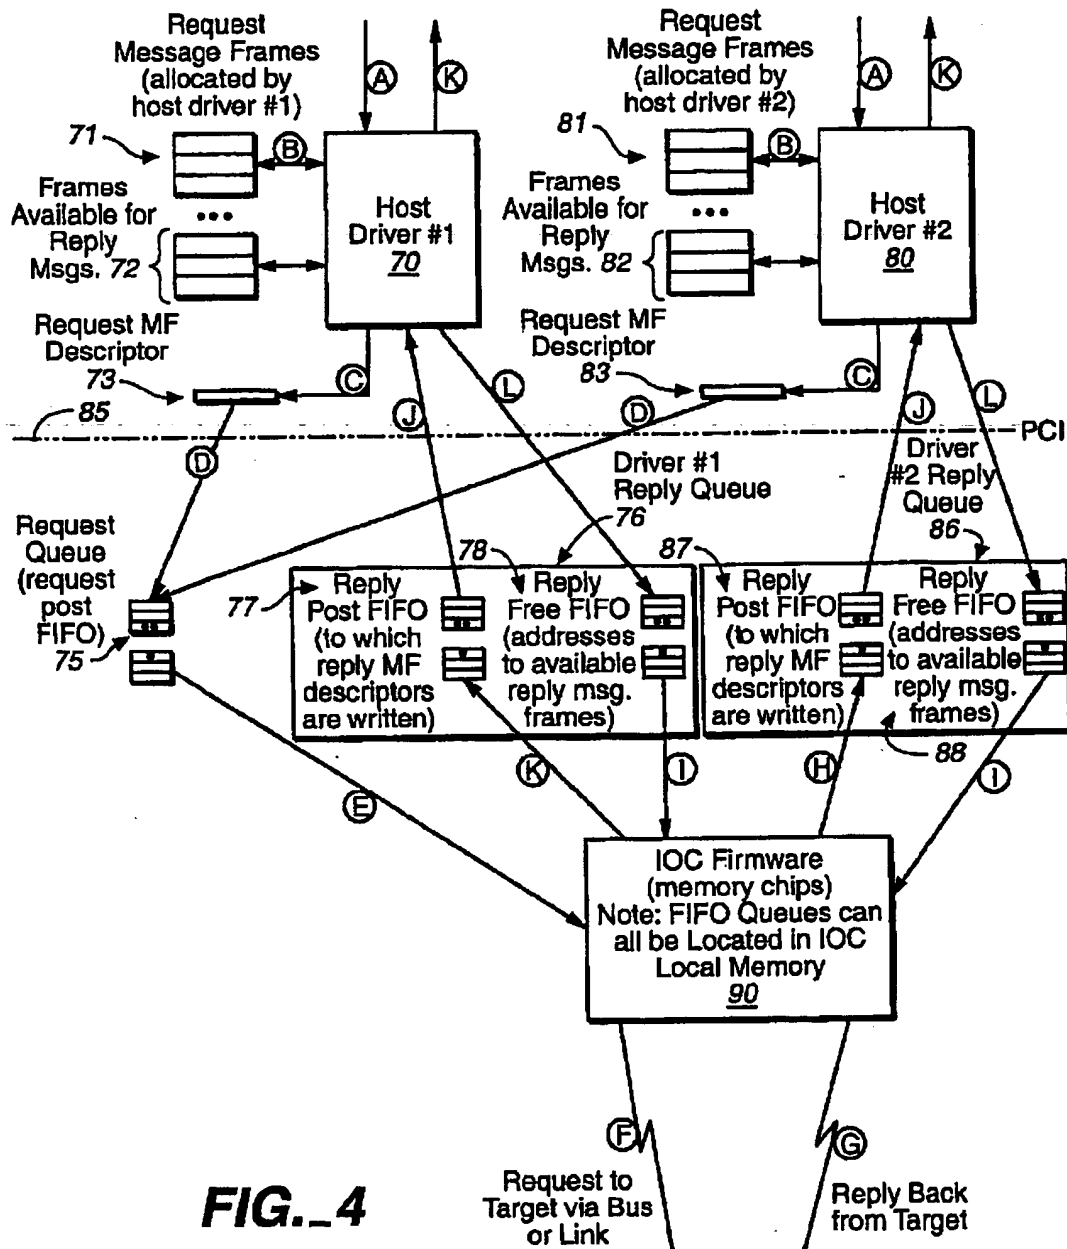 Request
Message Frames
(allocated by
host driver #1)
A
K
71
B
Frames
Available for
Reply
Msgs. 72
Host
Driver #1
70
Request MF
Descriptor
73
C
85
D
J
L
Request
Message Frames
(allocated by
host driver #2)
A
K
81
B
Frames
Available for
Reply
Msgs. 82
Host
Driver #2
80
Request MF
Descriptor
83
C
D
J
L
PCI
Request
Queue
(request
post
FIFO)
75
Driver #1
Reply Queue
76
77
Reply
Post FIFO
(to which
reply MF
descriptors
are written)
78
Reply
Free FIFO
(addresses
to available
reply msg.
frames)
Driver
#2 Reply
Queue
86
87
Reply
Post FIFO
(to which
reply MF
descriptors
are written)
Reply
Free FIFO
(addresses
to available
reply msg.
frames)
88
E
K
I
H
I
IOC Firmware
(memory chips)
Note: FIFO Queues can
all be Located in IOC
Local Memory
90
F
G
Request to
Target via Bus
or Link
Reply Back
from Target
FIG._4